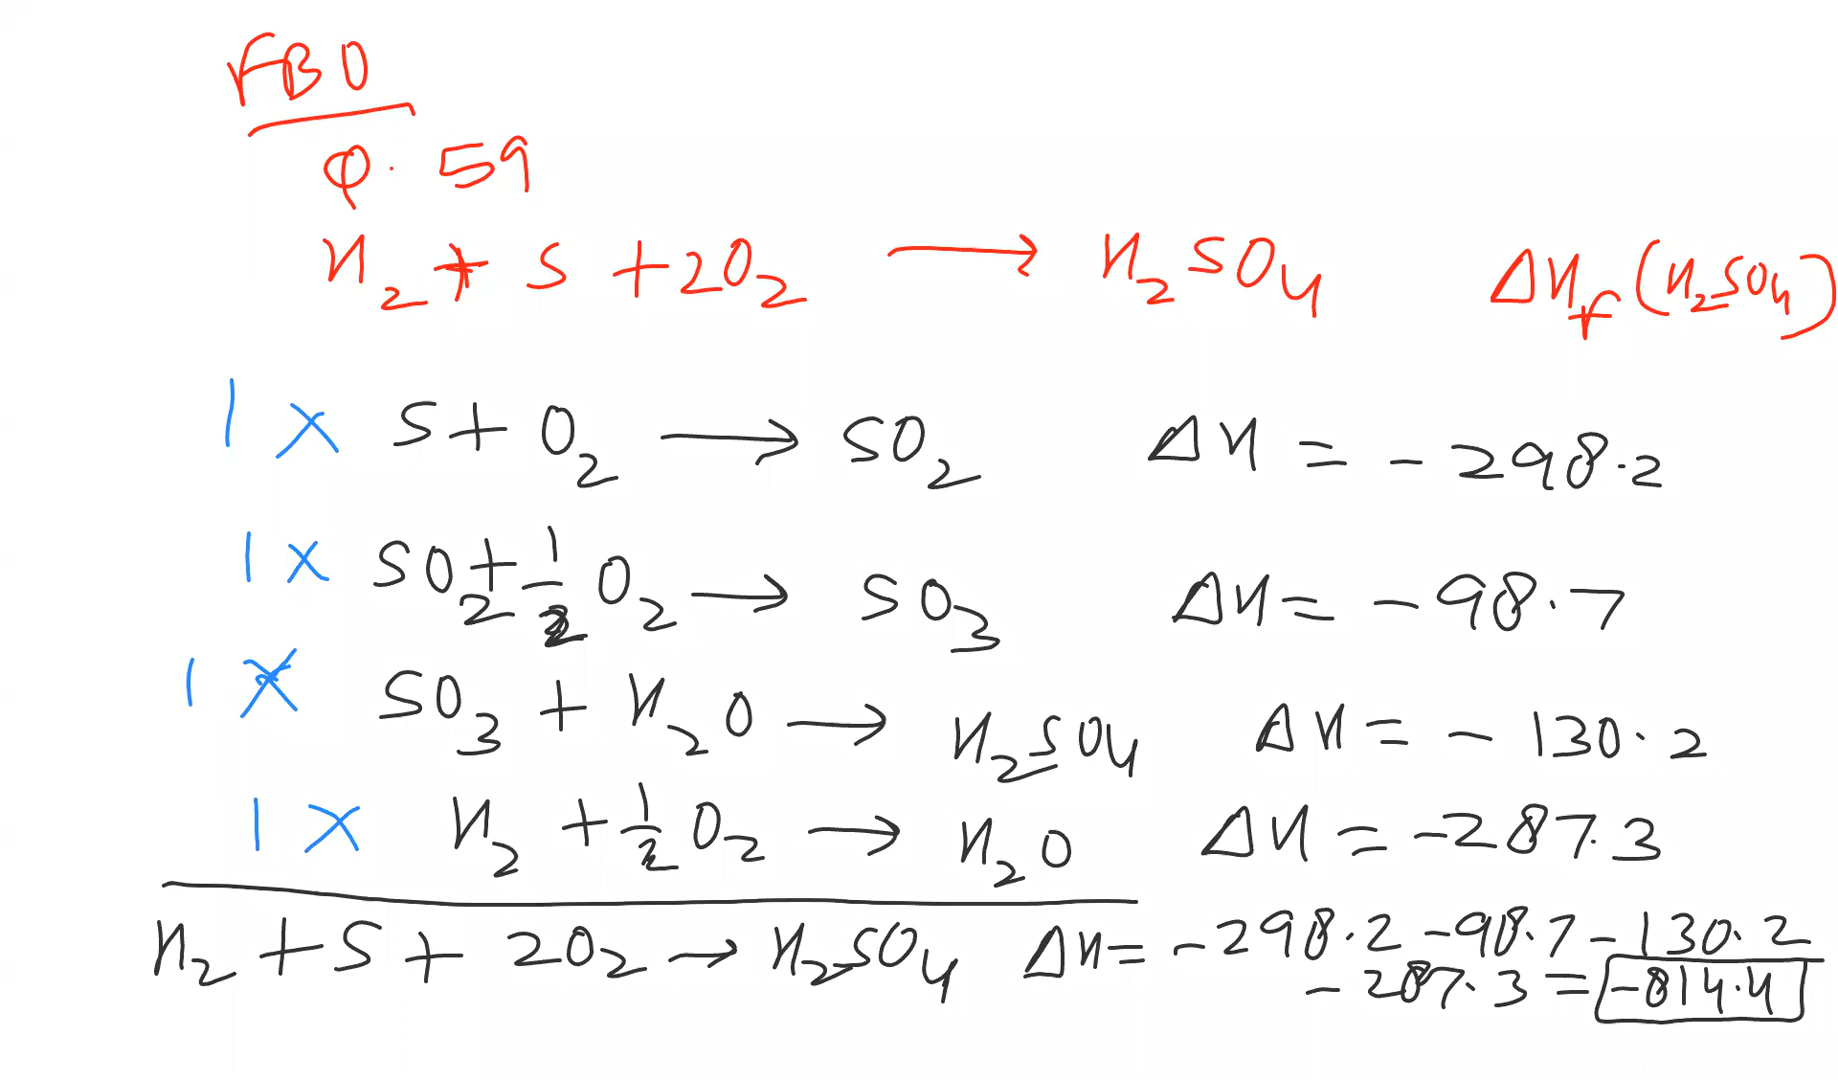 FBD
Q. 59
H₂ + S + 2O₂ → H₂SO₄ ΔH_f (H₂SO₄)
1 × S + O₂ → SO₂ ΔH = - 298.2
1 × SO₂ + 1/2 O₂ → SO₃ ΔH = - 98.7
1 × SO₃ + H₂O → H₂SO₄ ΔH = - 130.2
1 × H₂ + 1/2 O₂ → H₂O ΔH = -287.3
H₂ + S + 2O₂ → H₂SO₄ ΔH = -298.2 -98.7 -130.2
- 287.3 = -814.4